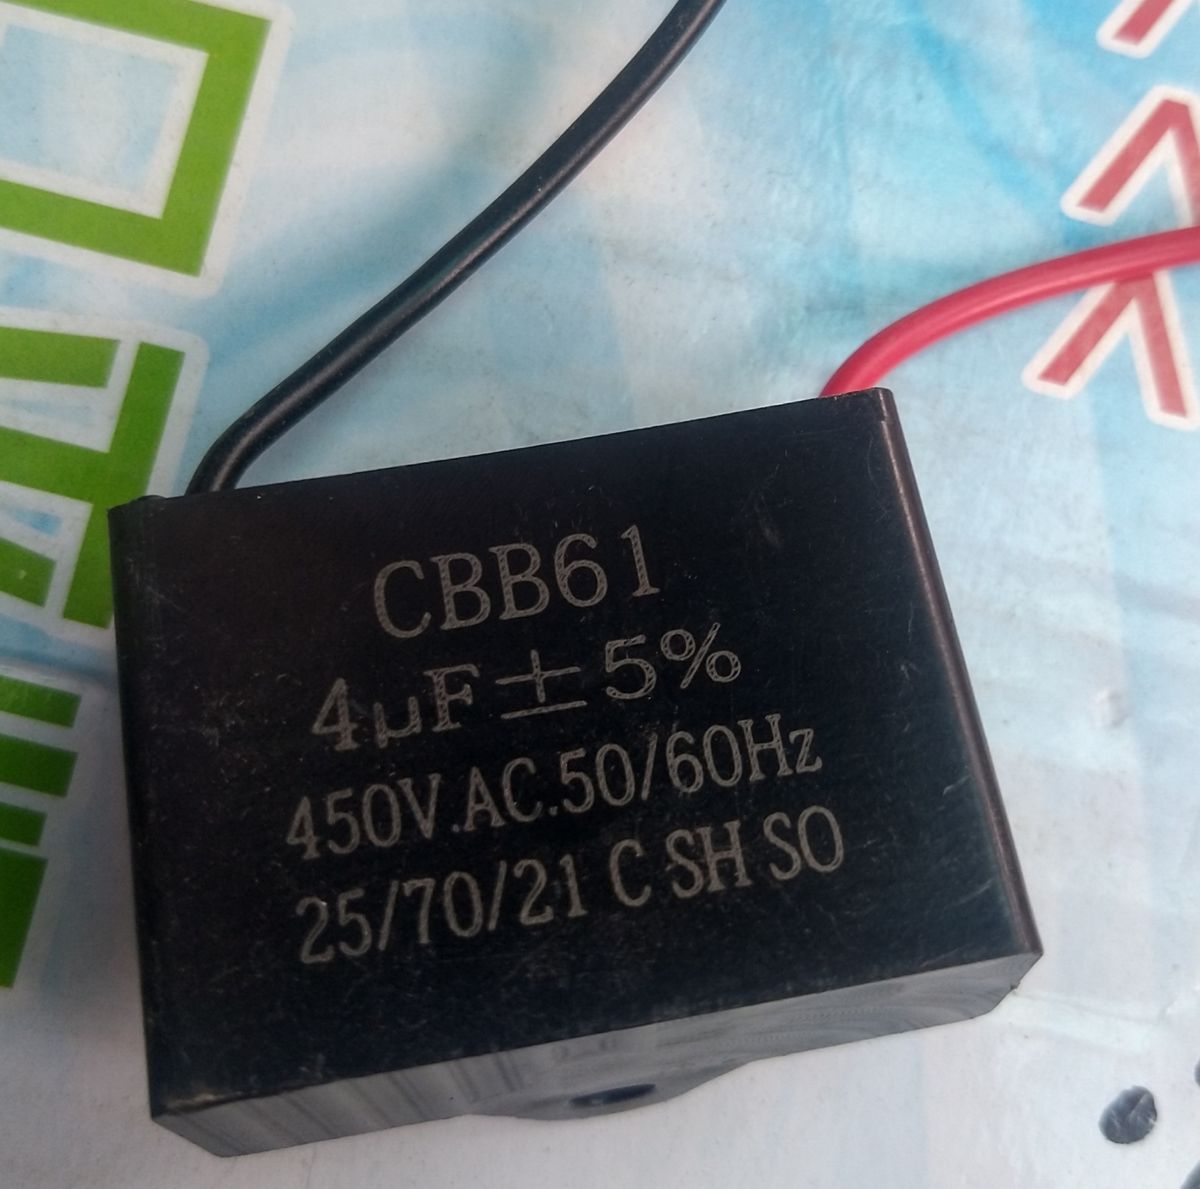 CBB61
4µF ± 5%
450V.AC.50/60Hz
25/70/21 C SH SO